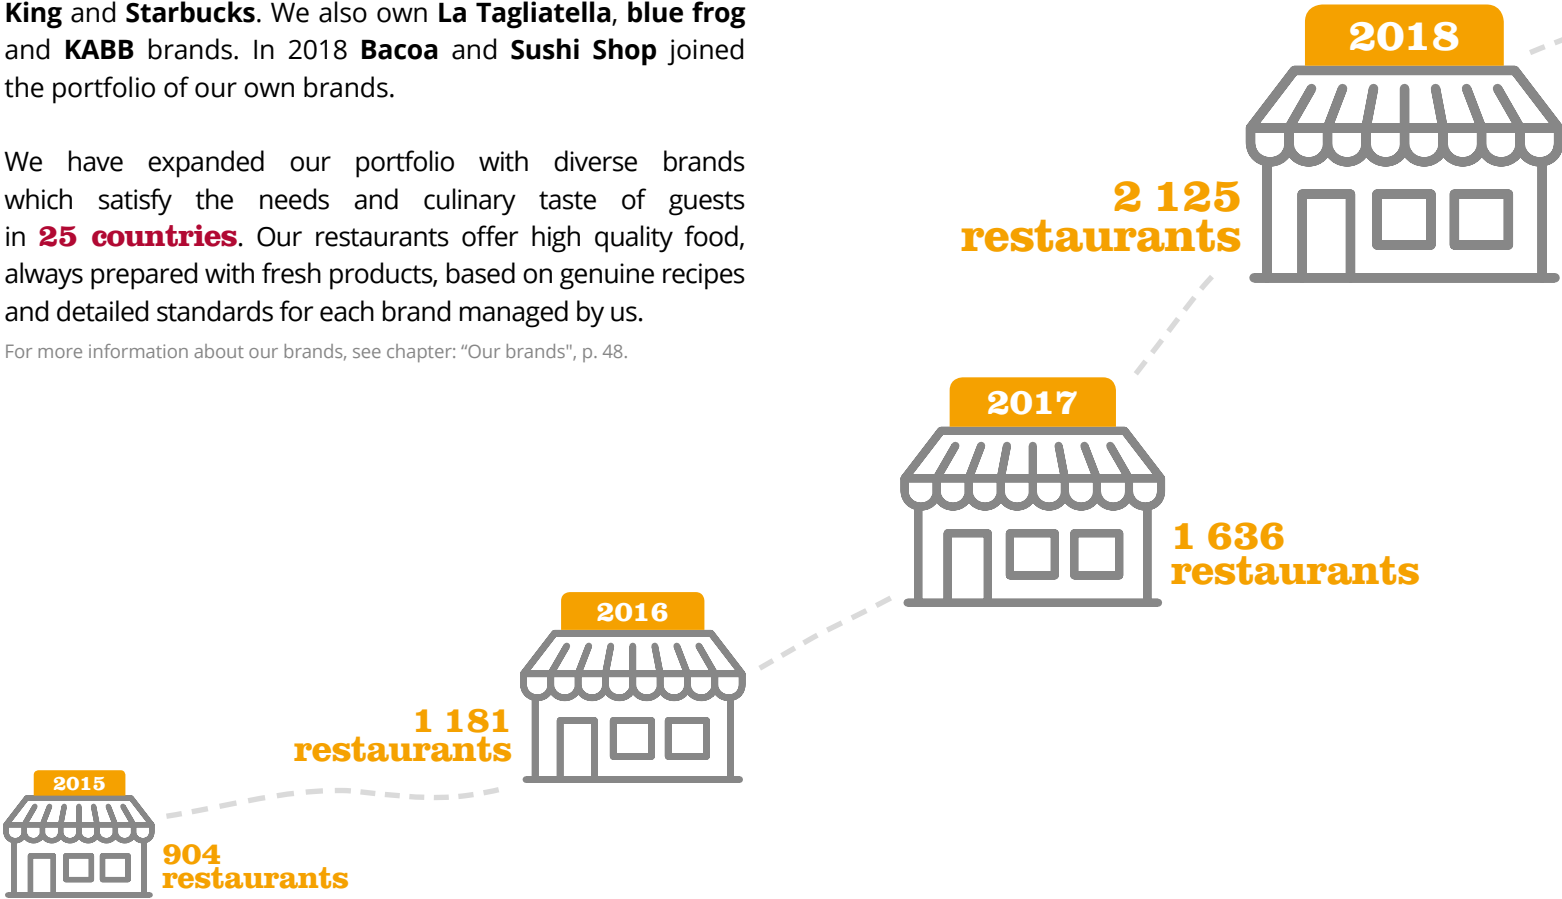 King and Starbucks. We also own La Tagliatella, blue frog
and KABB brands. In 2018 Bacoa and Sushi Shop joined
the portfolio of our own brands.
We have expanded our portfolio with diverse brands
which satisfy the needs and culinary taste of guests
in 25 countries. Our restaurants offer high quality food,
always prepared with fresh products, based on genuine recipes
and detailed standards for each brand managed by us.
For more information about our brands, see chapter: “Our brands", p. 48.
2018
2 125
restaurants
2017
1 636
restaurants
2016
1 181
restaurants
2015
904
restaurants